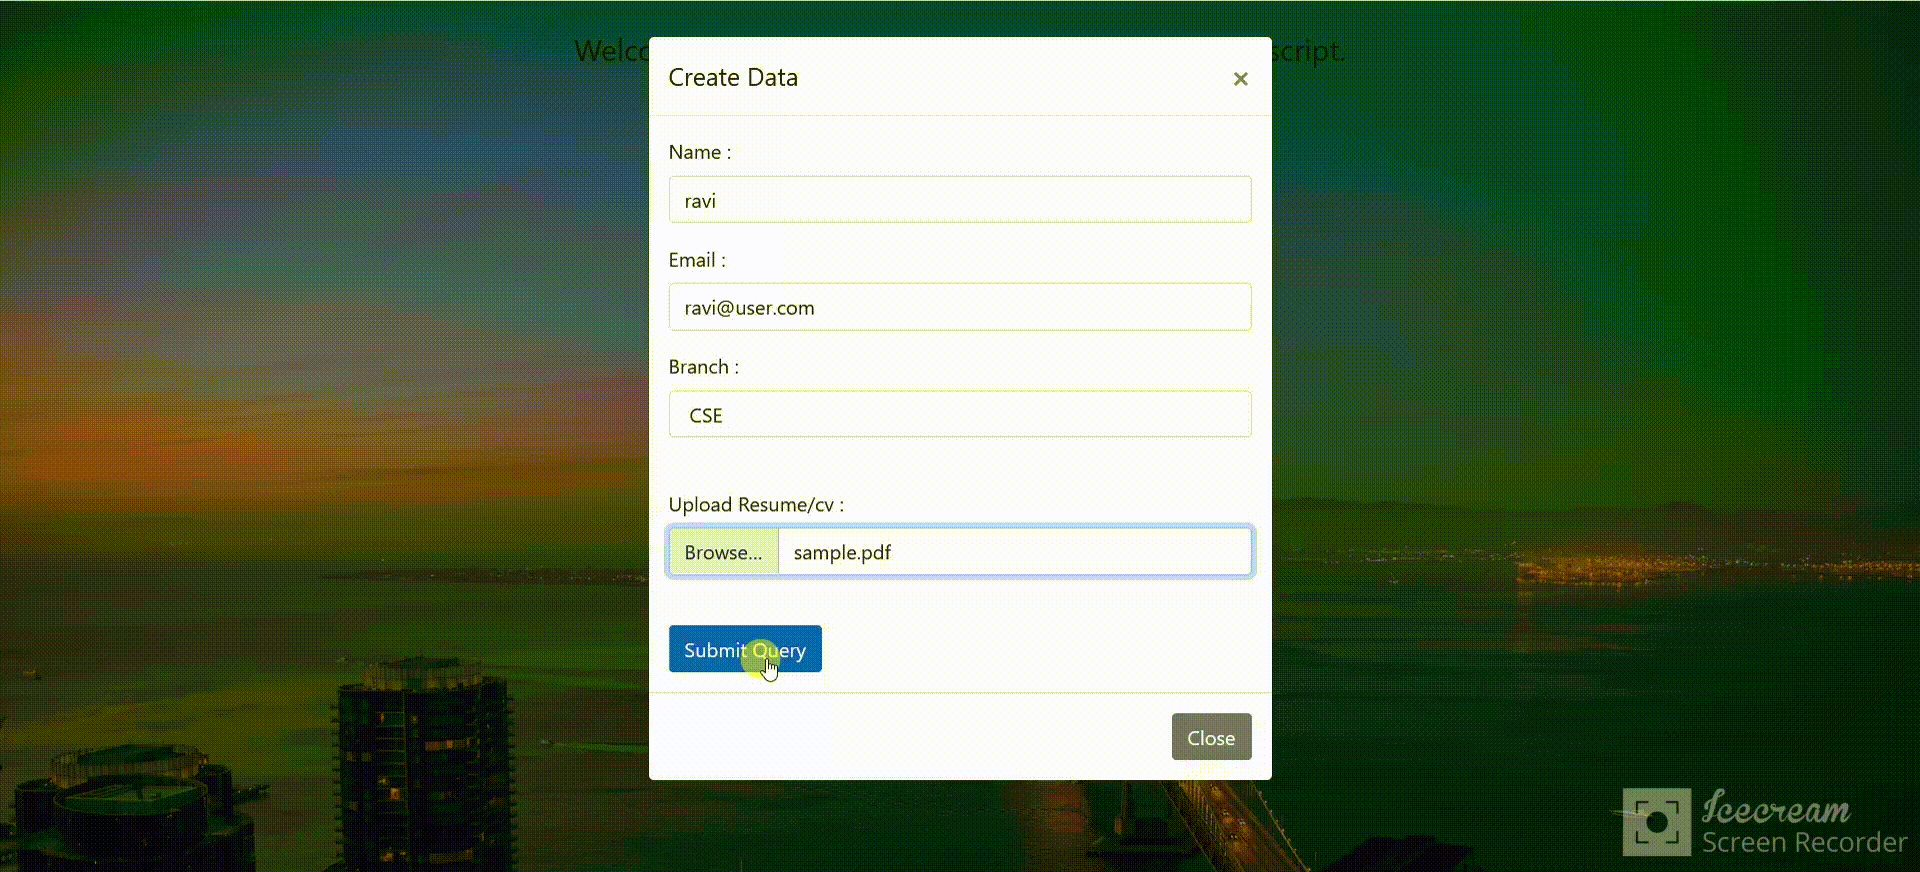 Welc script.
Create Data ×
Name :
ravi
Email :
ravi@user.com
Branch :
CSE
Upload Resume/cv :
Browse... sample.pdf
Submit Query
Close
Icecream
Screen Recorder